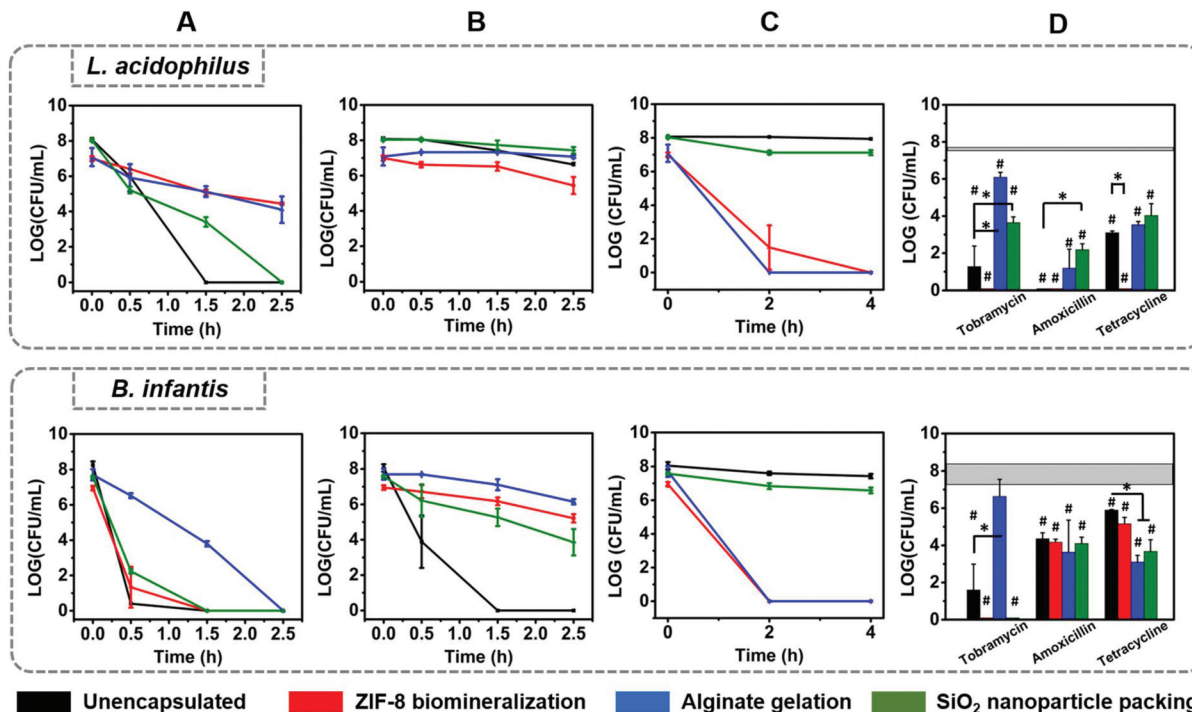 A B C D
L. acidophilus
10 10 10 10
8 8 8 8
6 6 6 6
4 4 4 4
2 2 2 2
0 0 0 0
LOG(CFU/mL) LOG(CFU/mL) LOG (CFU/mL) LOG (CFU/mL)
# * # # * # # * # # # * # # * # # #
0.0 0.5 1.0 1.5 2.0 2.5 0.0 0.5 1.0 1.5 2.0 2.5 0 2 4 Tobramycin Amoxicillin Tetracycline
Time (h) Time (h) Time (h)
B. infantis
10 10 10 10
8 8 8 8
6 6 6 6
4 4 4 4
2 2 2 2
0 0 0 0
LOG(CFU/mL) LOG(CFU/mL) LOG(CFU/mL) LOG(CFU/mL)
# * # # # # # # # # * # # #
0.0 0.5 1.0 1.5 2.0 2.5 0.0 0.5 1.0 1.5 2.0 2.5 0 2 4 Tobramycin Amoxicillin Tetracycline
Time (h) Time (h) Time (h)
Unencapsulated ZIF-8 biomineralization Alginate gelation SiO₂ nanoparticle packing